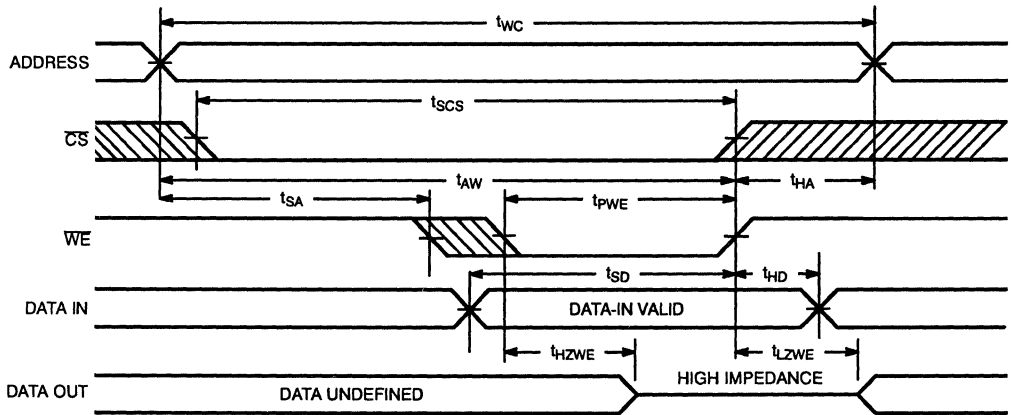 tWC
ADDRESS
tSCS
CS
tAW
tHA
tSA
tPWE
WE
tSD
tHD
DATA IN
DATA-IN VALID
tHZWE
tLZWE
HIGH IMPEDANCE
DATA OUT
DATA UNDEFINED